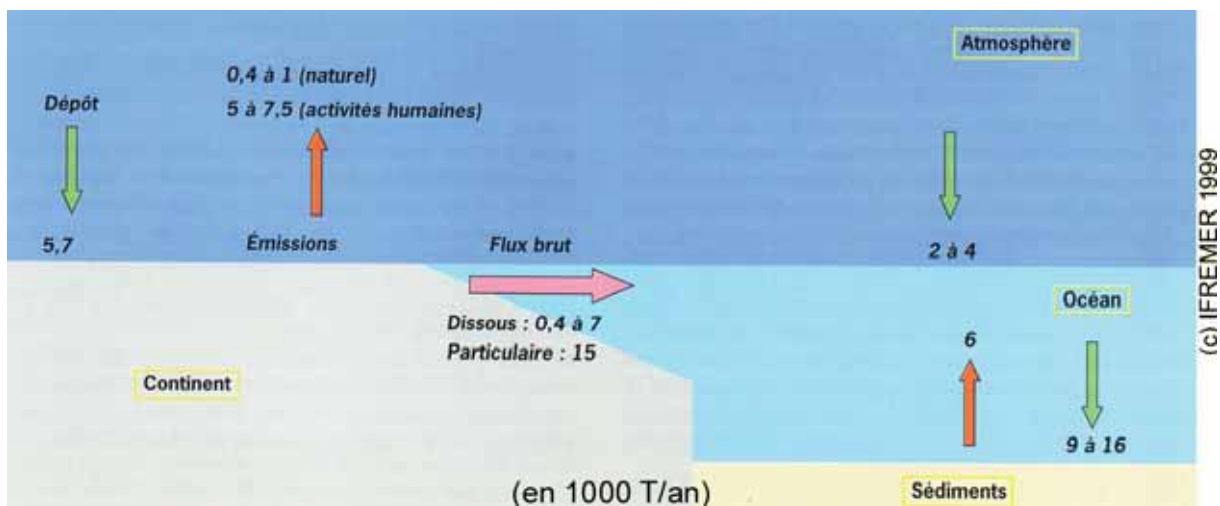 Atmosphère
0,4 à 1 (naturel)
5 à 7,5 (activités humaines)
Dépôt
5,7
Émissions
Flux brut
2 à 4
Dissous : 0,4 à 7
Particulaire : 15
Océan
6
Continent
9 à 16
(en 1000 T/an)
Sédiments
(c) IFREMER 1999